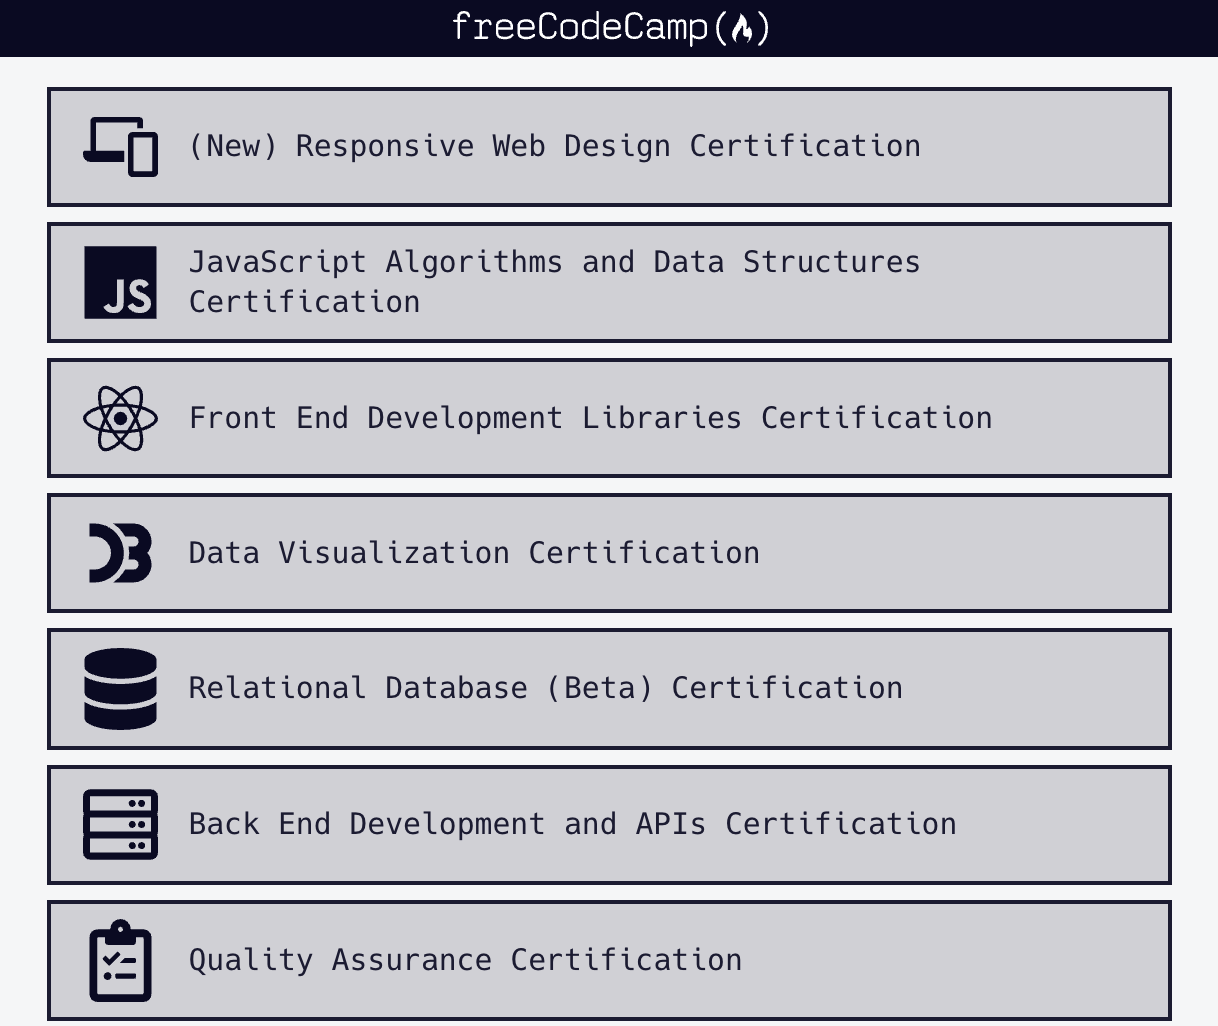 freeCodeCamp(🔥)
(New) Responsive Web Design Certification
JS
JavaScript Algorithms and Data Structures
Certification
Front End Development Libraries Certification
Data Visualization Certification
Relational Database (Beta) Certification
Back End Development and APIs Certification
Quality Assurance Certification